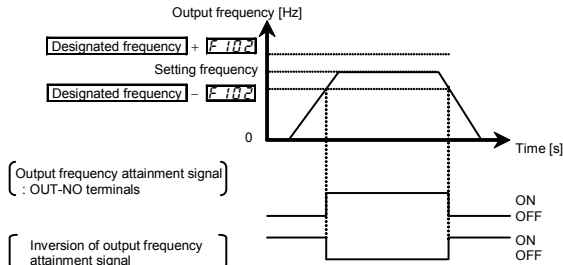 Output frequency [Hz]
Designated frequency + F 102
Setting frequency
Designated frequency − F 102
0
Time [s]
Output frequency attainment signal
: OUT-NO terminals
ON
OFF
Inversion of output frequency
attainment signal
ON
OFF